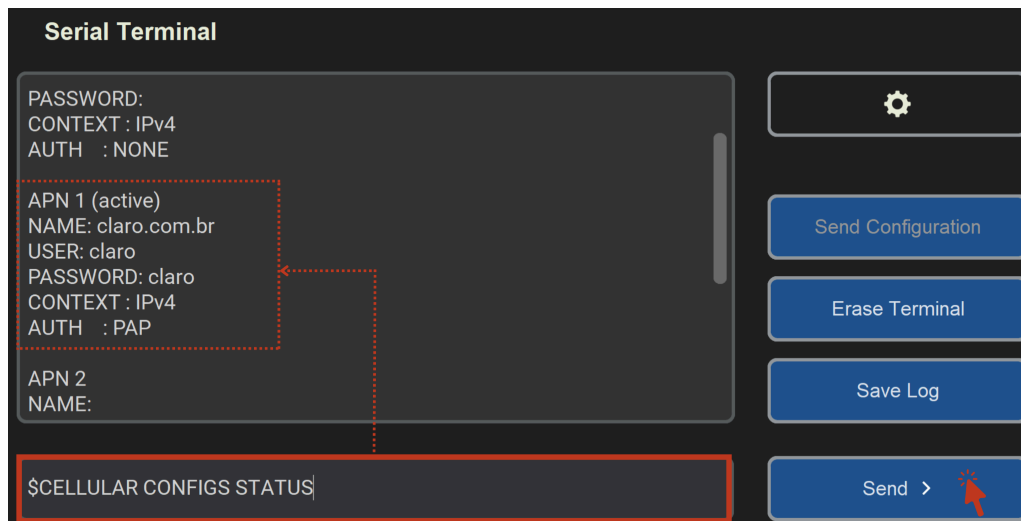 Serial Terminal
PASSWORD:
CONTEXT : IPv4
AUTH : NONE
APN 1 (active)
NAME: claro.com.br
USER: claro
PASSWORD: claro
CONTEXT : IPv4
AUTH : PAP
APN 2
NAME:
$CELLULAR CONFIGS STATUS
Send Configuration
Erase Terminal
Save Log
Send >